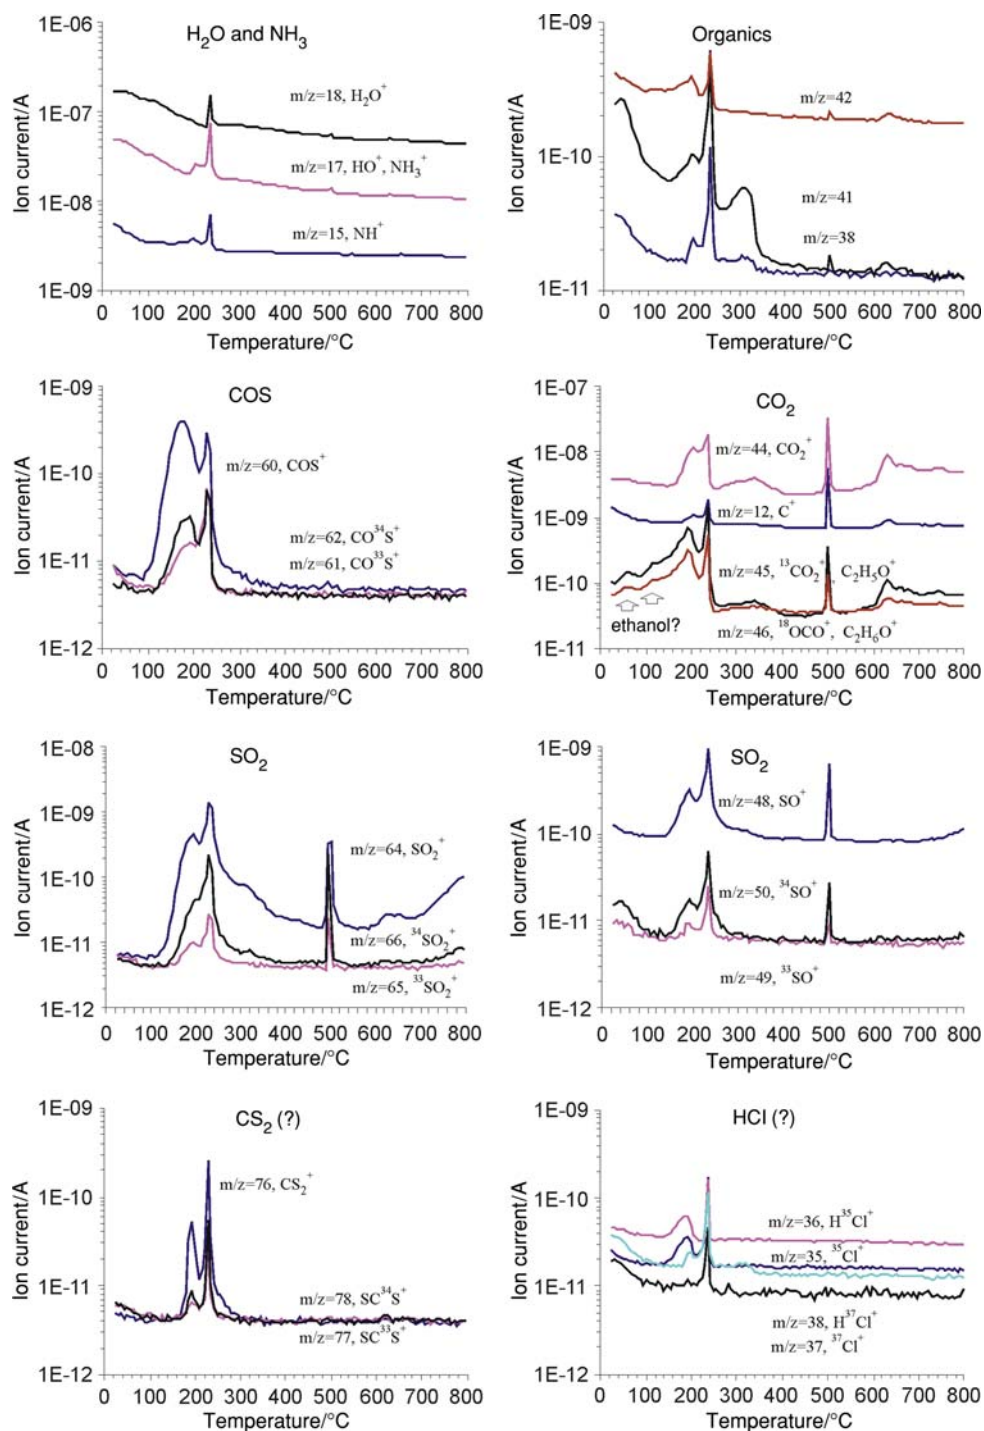 H₂O and NH₃
Ion current/A
1E-06
1E-07
1E-08
1E-09
m/z=18, H₂O⁺
m/z=17, HO⁺, NH₃⁺
m/z=15, NH⁺
0 100 200 300 400 500 600 700 800
Temperature/°C
Organics
Ion current/A
1E-09
1E-10
1E-11
m/z=42
m/z=41
m/z=38
0 100 200 300 400 500 600 700 800
Temperature/°C
COS
Ion current/A
1E-09
1E-10
1E-11
1E-12
m/z=60, COS⁺
m/z=62, CO³⁴S⁺
m/z=61, CO³³S⁺
0 100 200 300 400 500 600 700 800
Temperature/°C
CO₂
Ion current/A
1E-07
1E-08
1E-09
1E-10
1E-11
m/z=44, CO₂⁺
m/z=12, C⁺
m/z=45, ¹³CO₂⁺, C₂H₅O⁺
ethanol?
m/z=46, ¹⁸OCO⁺, C₂H₆O⁺
0 100 200 300 400 500 600 700 800
Temperature/°C
SO₂
Ion current/A
1E-08
1E-09
1E-10
1E-11
1E-12
m/z=64, SO₂⁺
m/z=66, ³⁴SO₂⁺
m/z=65, ³³SO₂⁺
0 100 200 300 400 500 600 700 800
Temperature/°C
SO₂
Ion current/A
1E-09
1E-10
1E-11
1E-12
m/z=48, SO⁺
m/z=50, ³⁴SO⁺
m/z=49, ³³SO⁺
0 100 200 300 400 500 600 700 800
Temperature/°C
CS₂ (?)
Ion current/A
1E-09
1E-10
1E-11
1E-12
m/z=76, CS₂⁺
m/z=78, SC³⁴S⁺
m/z=77, SC³³S⁺
0 100 200 300 400 500 600 700 800
Temperature/°C
HCl (?)
Ion current/A
1E-09
1E-10
1E-11
1E-12
m/z=36, H³⁵Cl⁺
m/z=35, ³⁵Cl⁺
m/z=38, H³⁷Cl⁺
m/z=37, ³⁷Cl⁺
0 100 200 300 400 500 600 700 800
Temperature/°C